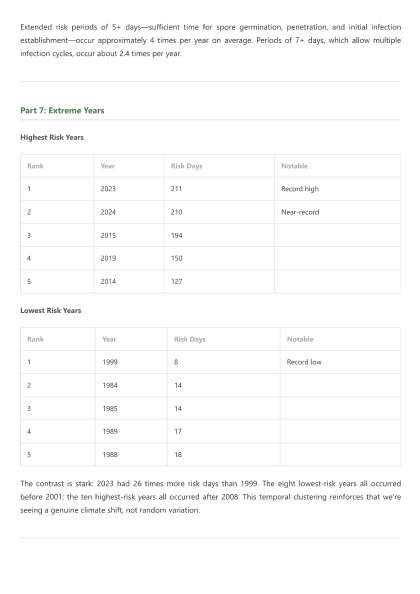 Extended risk periods of 5+ days—sufficient time for spore germination, penetration, and initial infection
establishment—occur approximately 4 times per year on average. Periods of 7+ days, which allow multiple
infection cycles, occur about 2.4 times per year.
Part 7: Extreme Years
Highest Risk Years
Rank Year Risk Days Notable
1 2023 211 Record high
2 2024 210 Near-record
3 2015 194
4 2019 150
5 2014 127
Lowest Risk Years
Rank Year Risk Days Notable
1 1999 8 Record low
2 1984 14
3 1985 14
4 1989 17
5 1988 18
The contrast is stark: 2023 had 26 times more risk days than 1999. The eight lowest-risk years all occurred
before 2001; the ten highest-risk years all occurred after 2008. This temporal clustering reinforces that we're
seeing a genuine climate shift, not random variation.